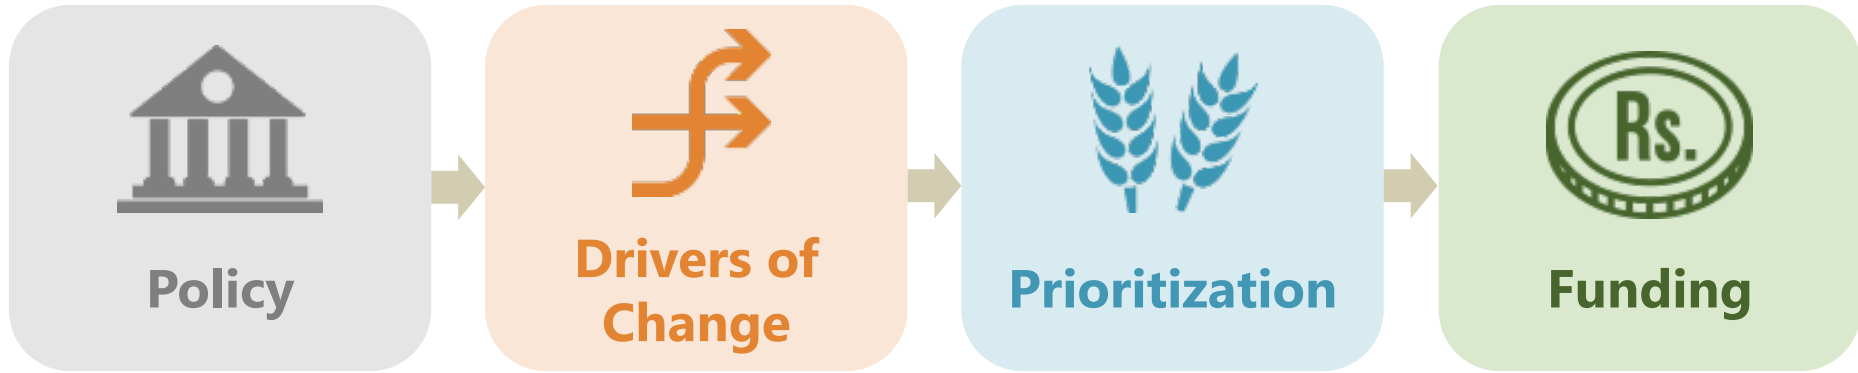 Policy
Drivers of
Change
Prioritization
Rs.
Funding